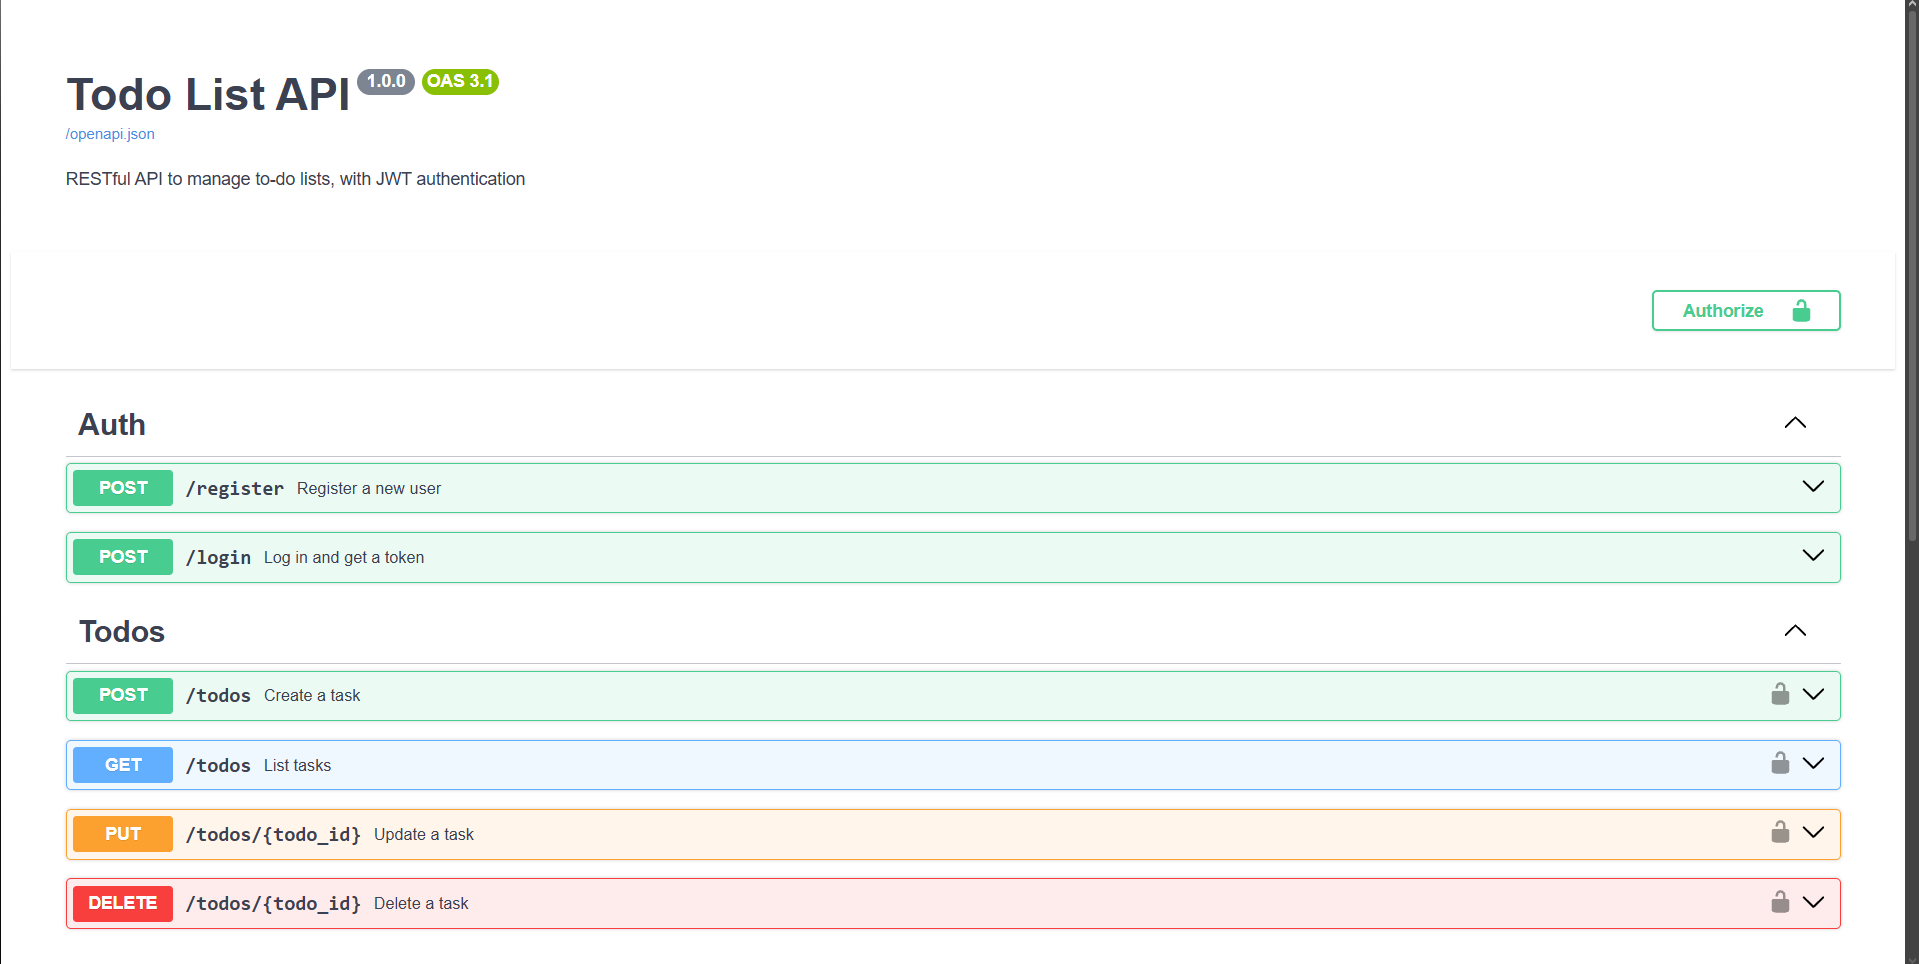 Todo List API 1.0.0 OAS 3.1
/openapi.json
RESTful API to manage to-do lists, with JWT authentication
Authorize
Auth
POST /register Register a new user
POST /login Log in and get a token
Todos
POST /todos Create a task
GET /todos List tasks
PUT /todos/{todo_id} Update a task
DELETE /todos/{todo_id} Delete a task